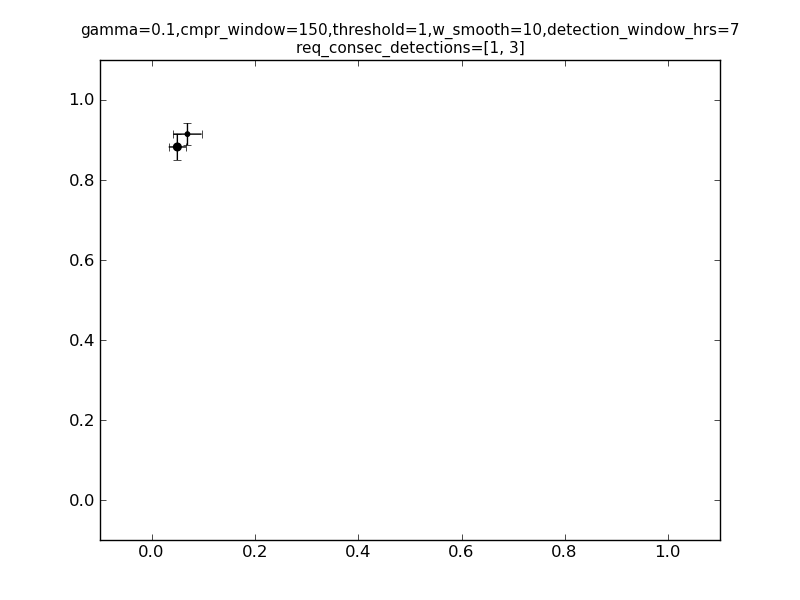 gamma=0.1,cmpr_window=150,threshold=1,w_smooth=10,detection_window_hrs=7
req_consec_detections=[1, 3]
1.0
0.8
0.6
0.4
0.2
0.0
0.0 0.2 0.4 0.6 0.8 1.0